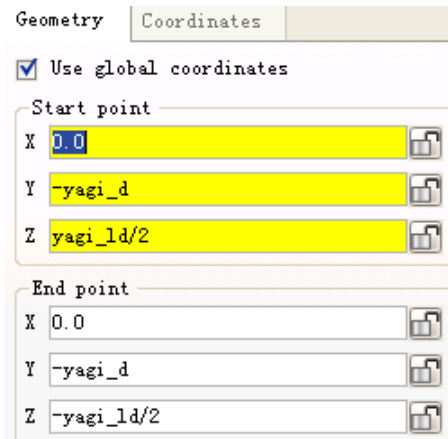 Geometry Coordinates
Use global coordinates
Start point
X 0.0
Y -yagi_d
Z yagi_ld/2
End point
X 0.0
Y -yagi_d
Z -yagi_ld/2